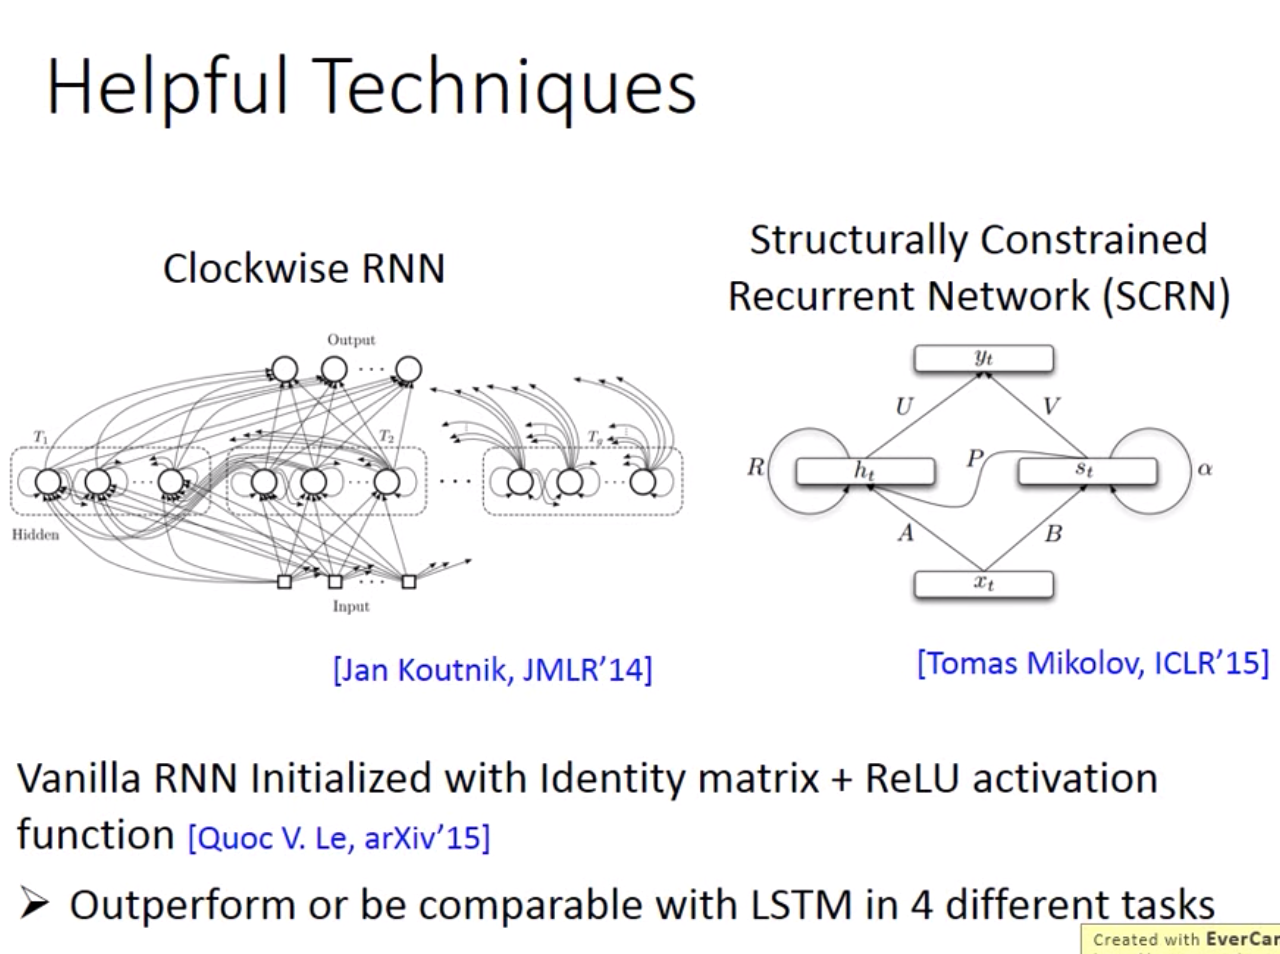 Helpful Techniques
Clockwise RNN
Structurally Constrained
Recurrent Network (SCRN)
Output
T_1
T_2
T_g
Hidden
Input
y_t
U
V
R
h_t
P
s_t
α
A
B
x_t
[Jan Koutnik, JMLR’14]
[Tomas Mikolov, ICLR’15]
Vanilla RNN Initialized with Identity matrix + ReLU activation
function [Quoc V. Le, arXiv’15]
➢ Outperform or be comparable with LSTM in 4 different tasks
Created with EverCam